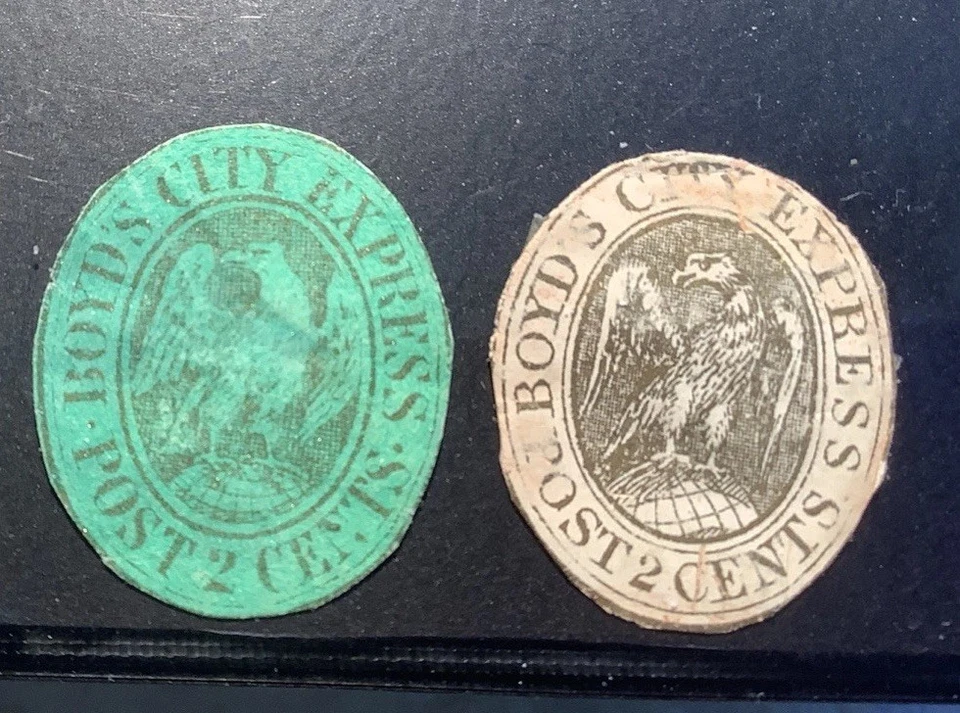 BOYD'S CITY EXPRESS.
POST 2 CENTS.
BOYD'S CITY EXPRESS
POST 2 CENTS